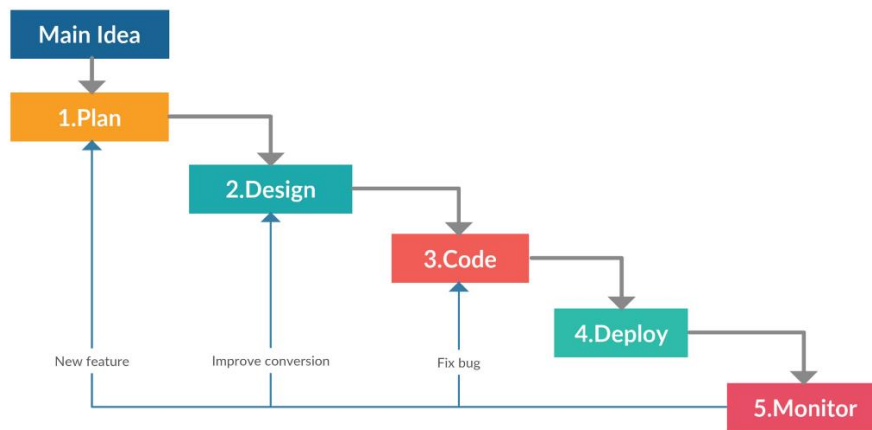 Main Idea
1.Plan
2.Design
3.Code
4.Deploy
New feature
Improve conversion
Fix bug
5.Monitor